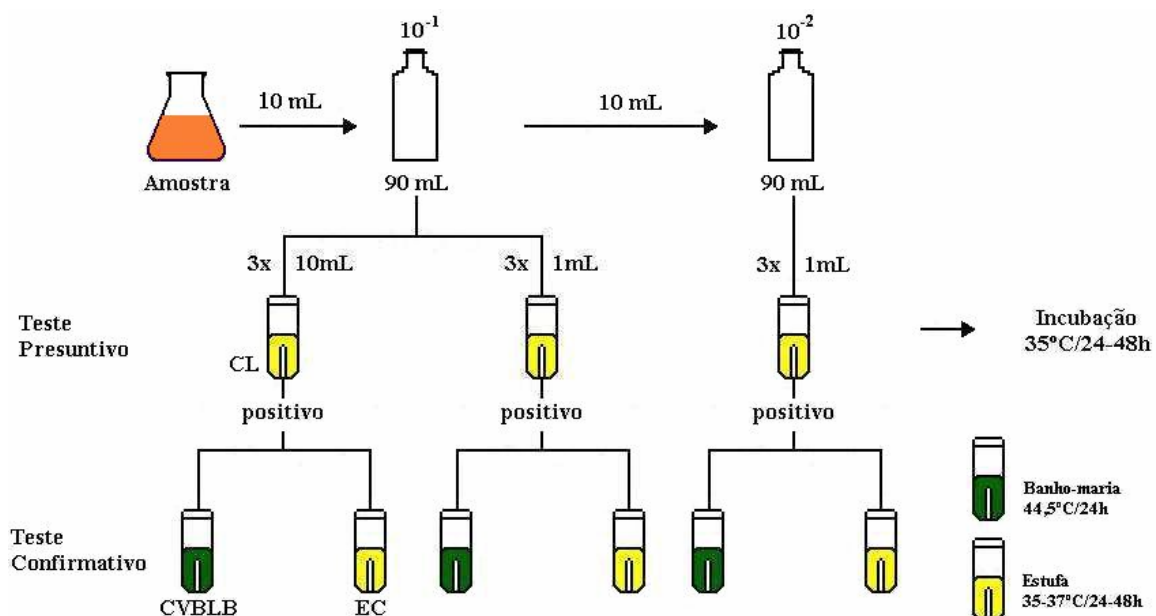 10⁻¹
10⁻²
10 mL
10 mL
Amostra
90 mL
90 mL
3x 10mL
3x 1mL
3x 1mL
Teste
Presuntivo
CL
Incubação
35ºC/24-48h
positivo
positivo
positivo
Teste
Confirmativo
CVBLB
EC
Banho-maria
44,5ºC/24h
Estufa
35-37ºC/24-48h